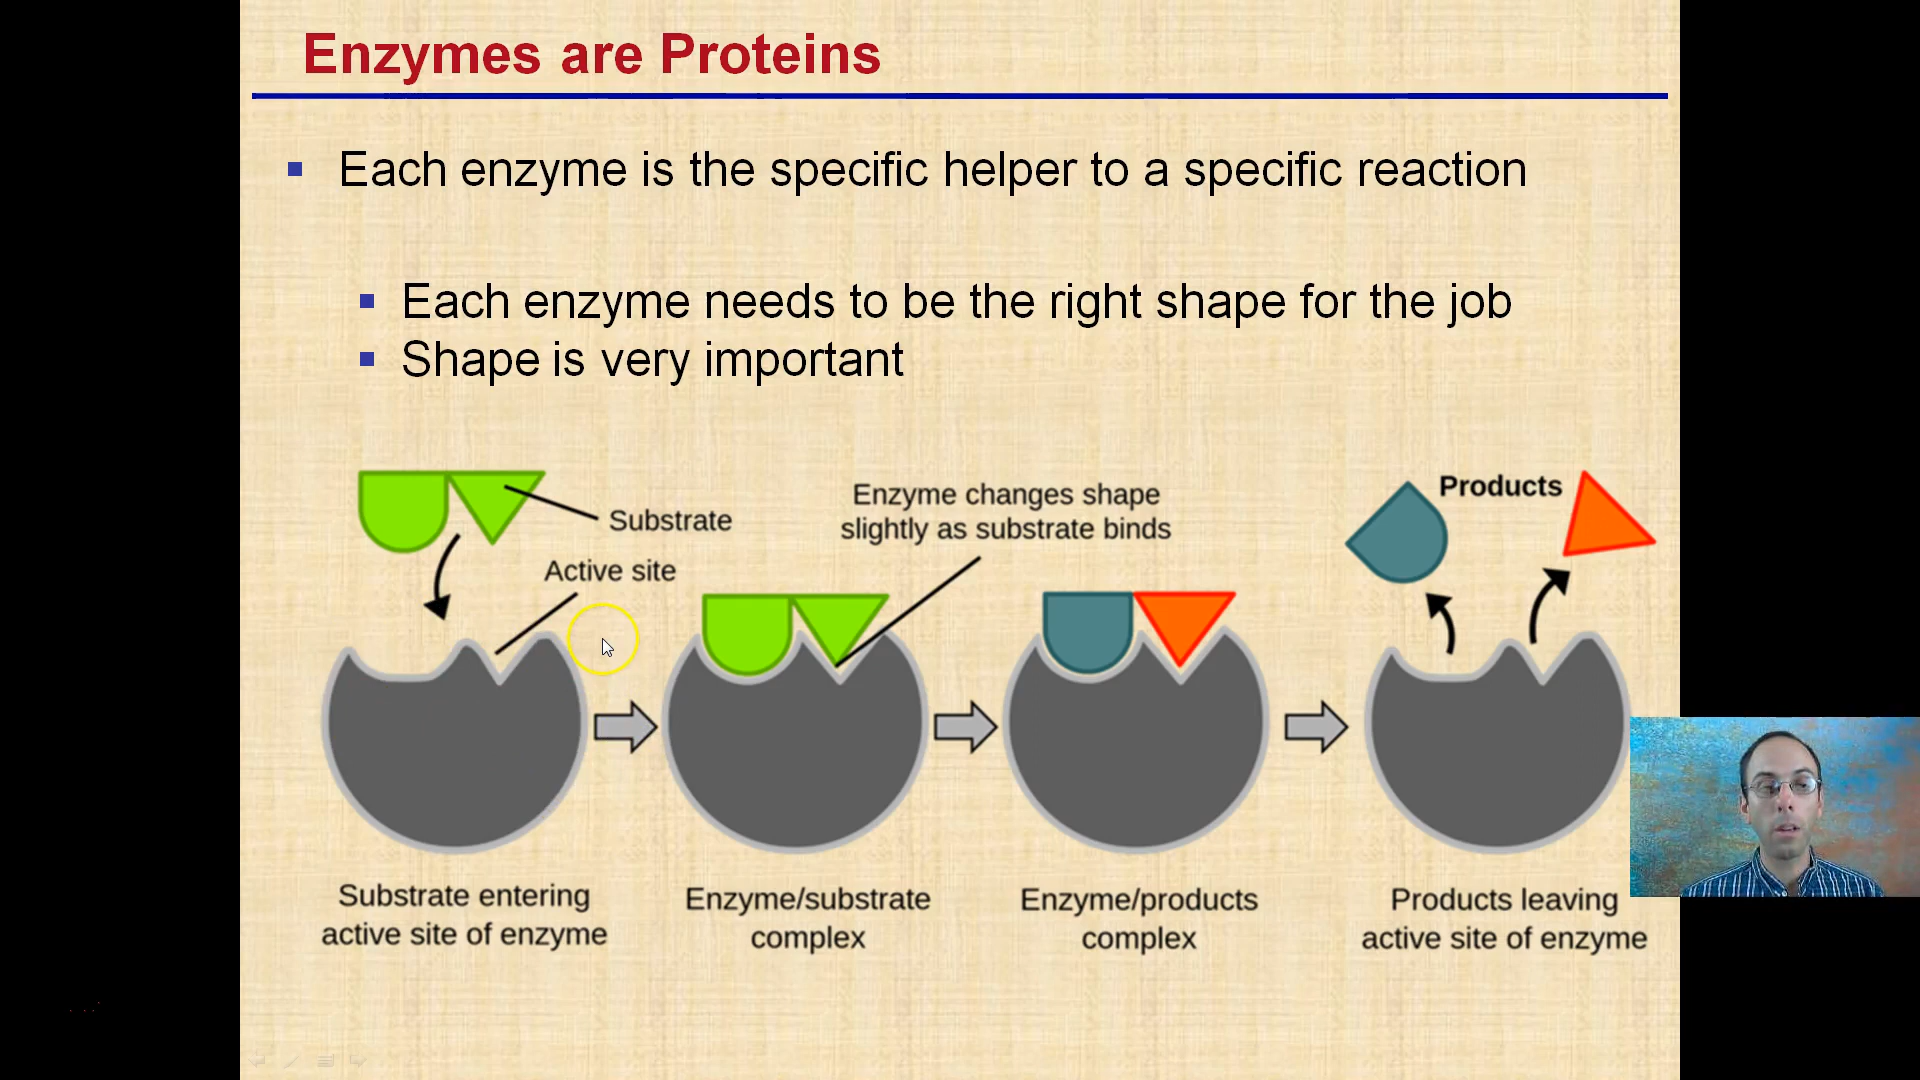 Enzymes are Proteins
Each enzyme is the specific helper to a specific reaction
Each enzyme needs to be the right shape for the job
Shape is very important
Substrate
Active site
Enzyme changes shape
slightly as substrate binds
Products
Substrate entering
active site of enzyme
Enzyme/substrate
complex
Enzyme/products
complex
Products leaving
active site of enzyme